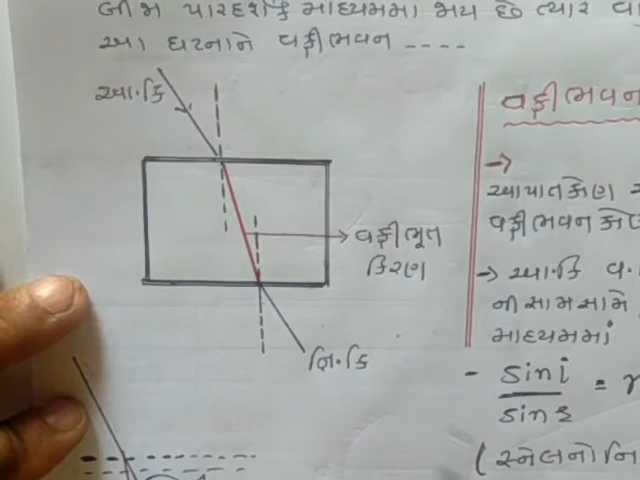 બીજા પારદર્શક માધ્યમમાં જાય છે ત્યારે
આ ઘટનાને વક્રીભવન ----
આ.કિ
વક્રીભૂત
કિરણ
નિ.કિ
વક્રીભવન
→
આપાતકોણ
વક્રીભવન કોણ
→ આ.કિ વ.
ની સામસામે
માધ્યમમાં
- sin i / sin r =
(સ્નેલનો નિ